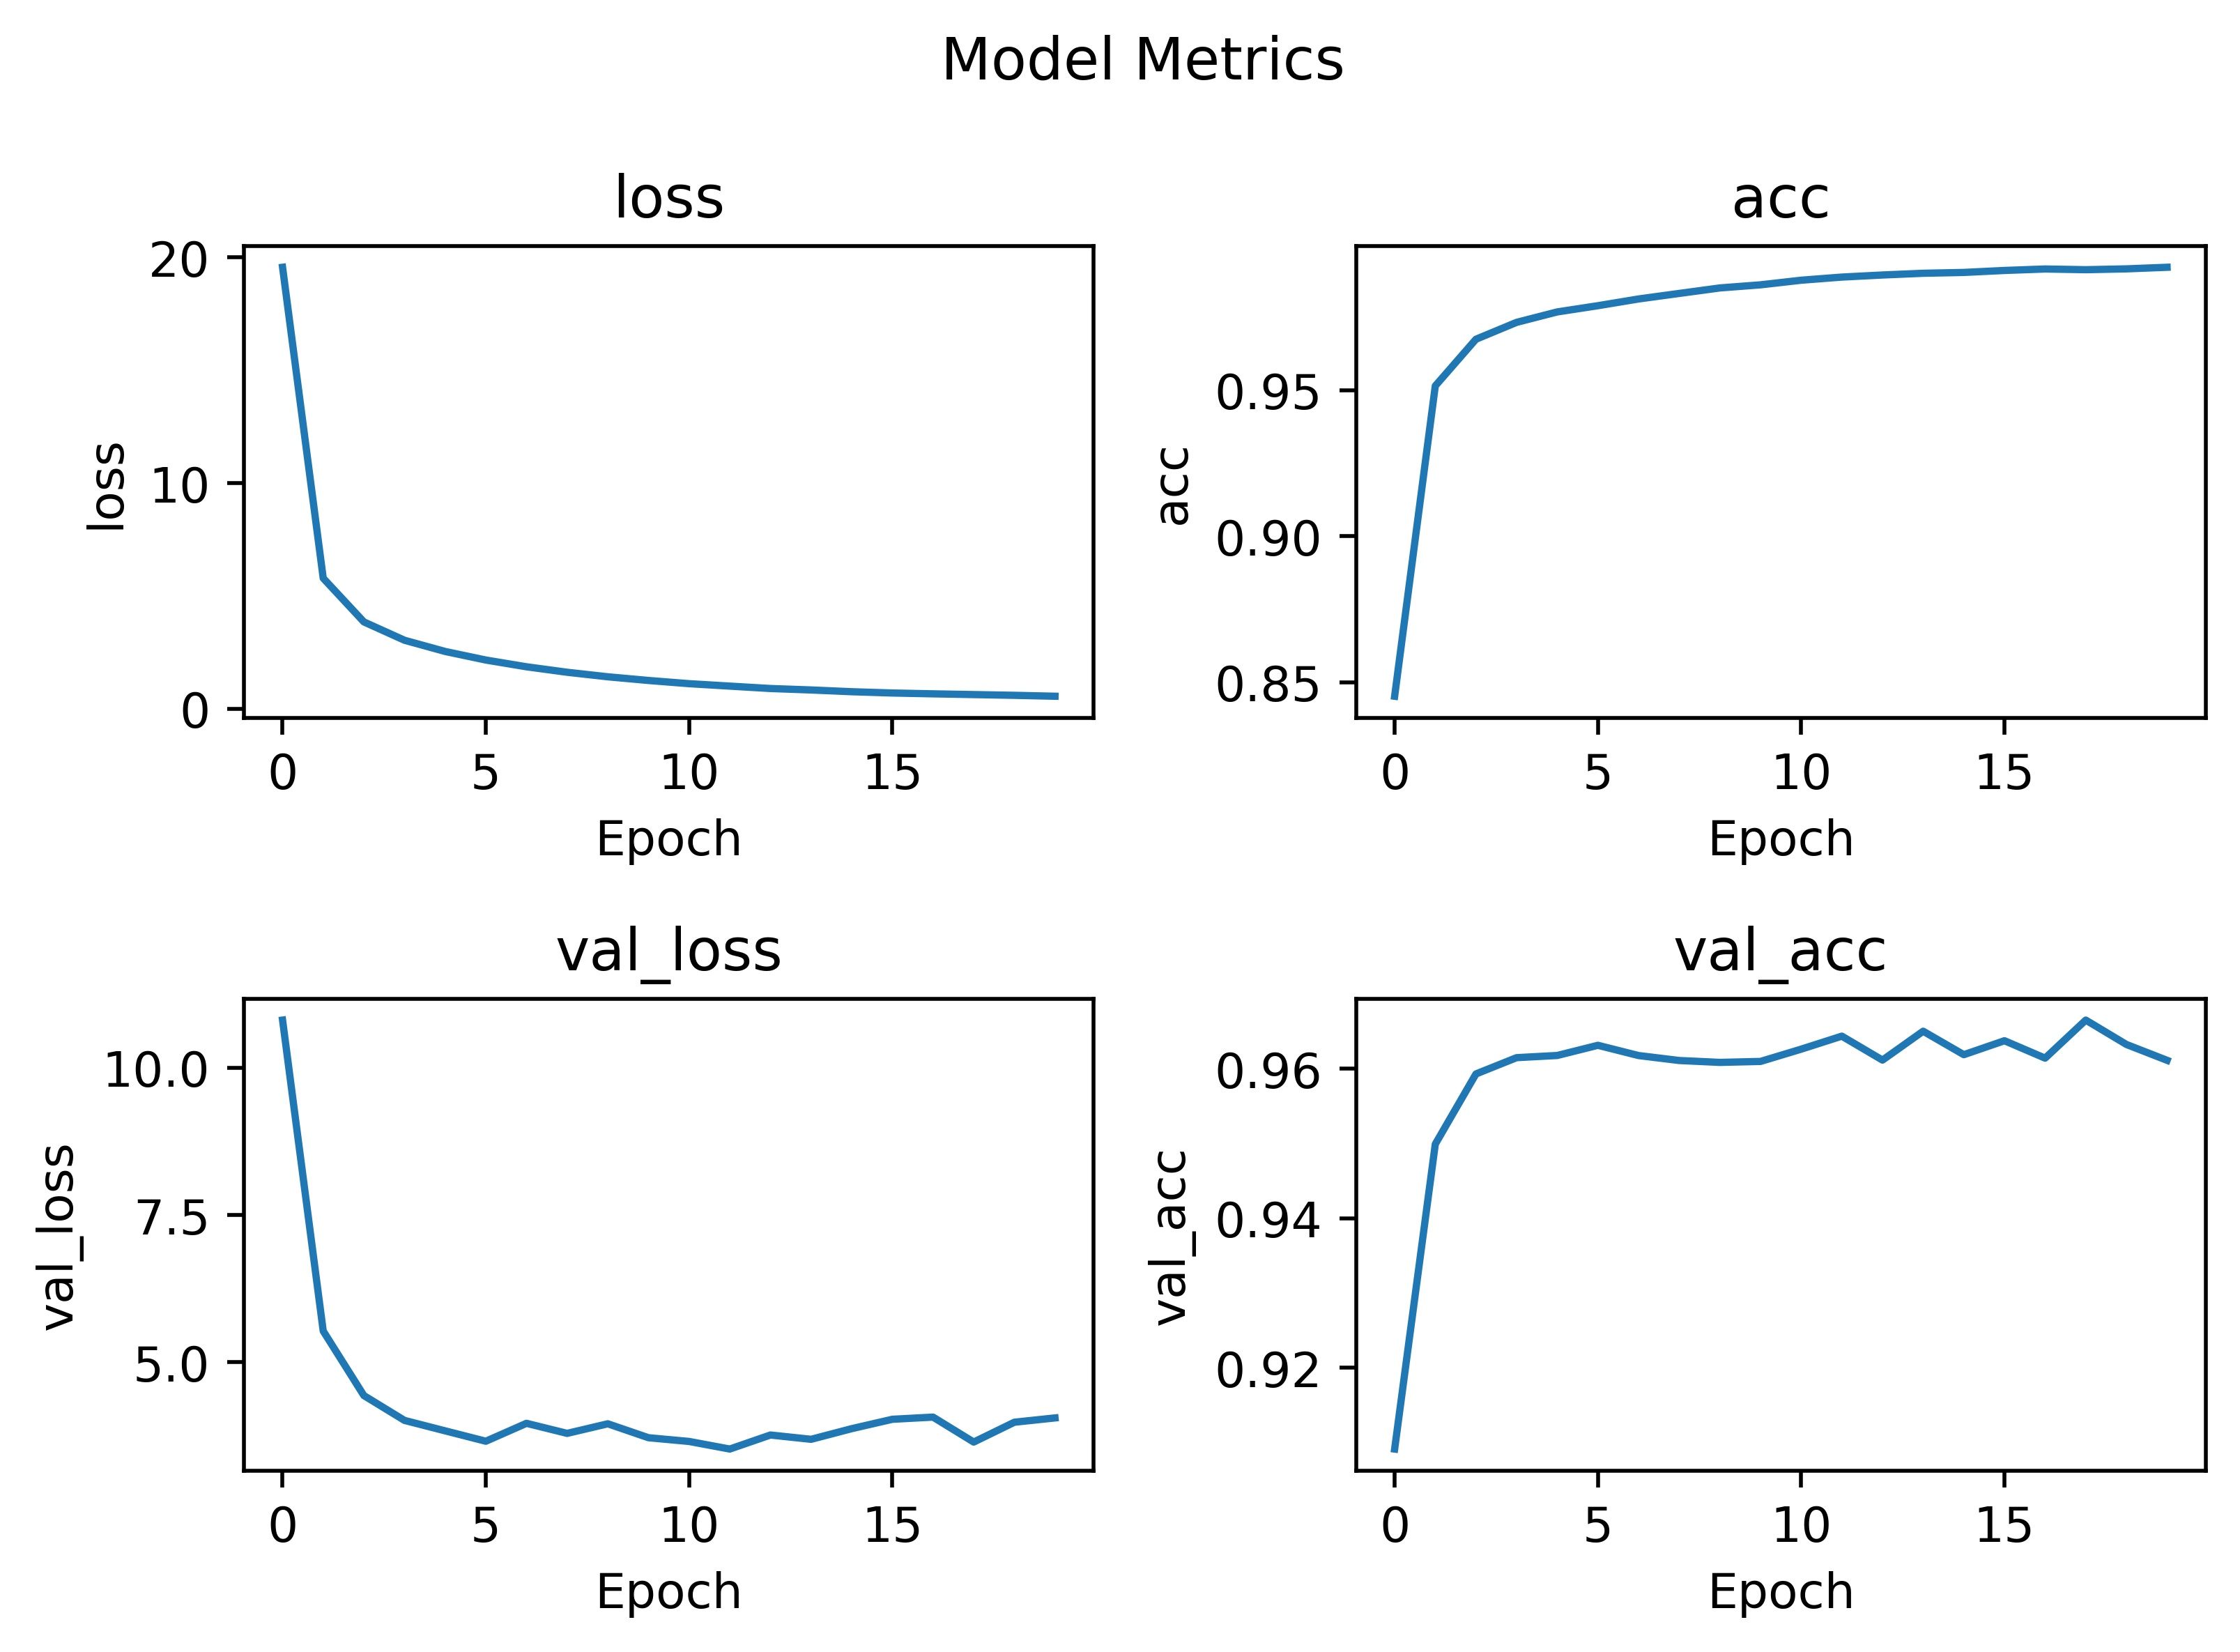 Model Metrics
loss
20
10
0
loss
0 5 10 15
Epoch
acc
0.95
0.90
0.85
acc
0 5 10 15
Epoch
val_loss
10.0
7.5
5.0
val_loss
0 5 10 15
Epoch
val_acc
0.96
0.94
0.92
val_acc
0 5 10 15
Epoch